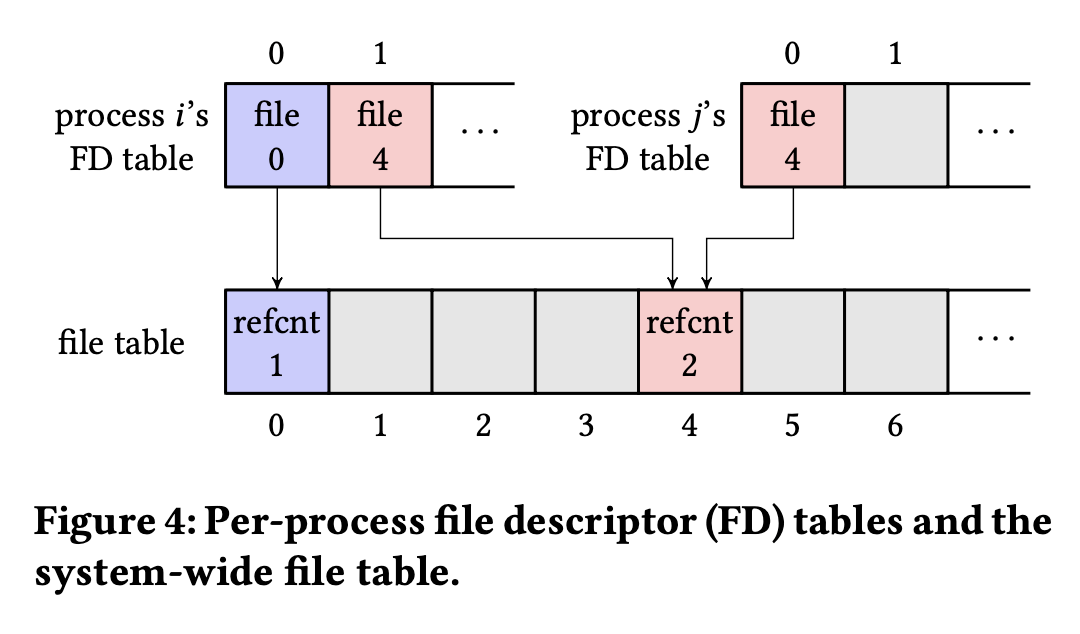 0 1 0 1
process i's file file ... process j's file ...
FD table 0 4 FD table 4
refcnt refcnt
file table ...
1 2
0 1 2 3 4 5 6
Figure 4: Per-process file descriptor (FD) tables and the
system-wide file table.